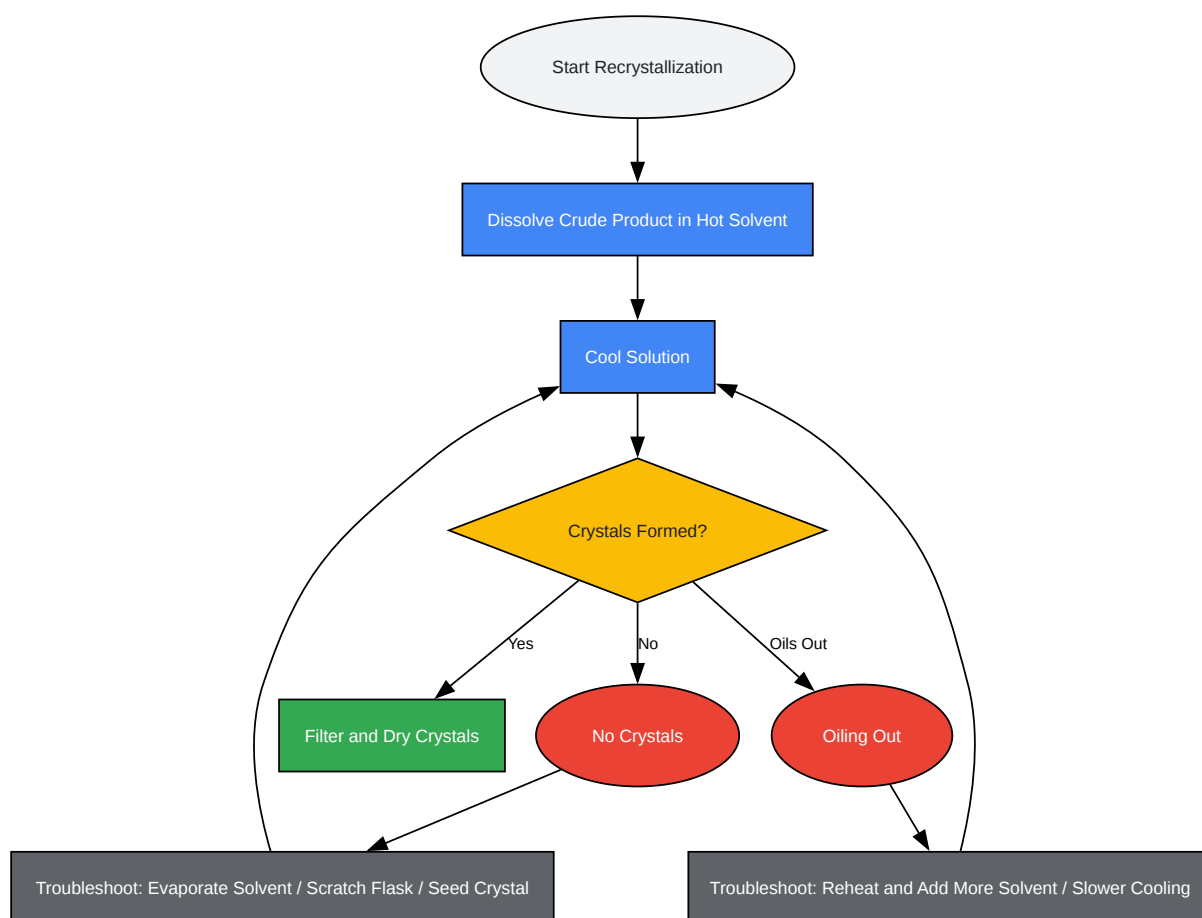 Start Recrystallization
Dissolve Crude Product in Hot Solvent
Cool Solution
Crystals Formed?
Yes
No
Oils Out
Filter and Dry Crystals
No Crystals
Oiling Out
Troubleshoot: Evaporate Solvent / Scratch Flask / Seed Crystal
Troubleshoot: Reheat and Add More Solvent / Slower Cooling